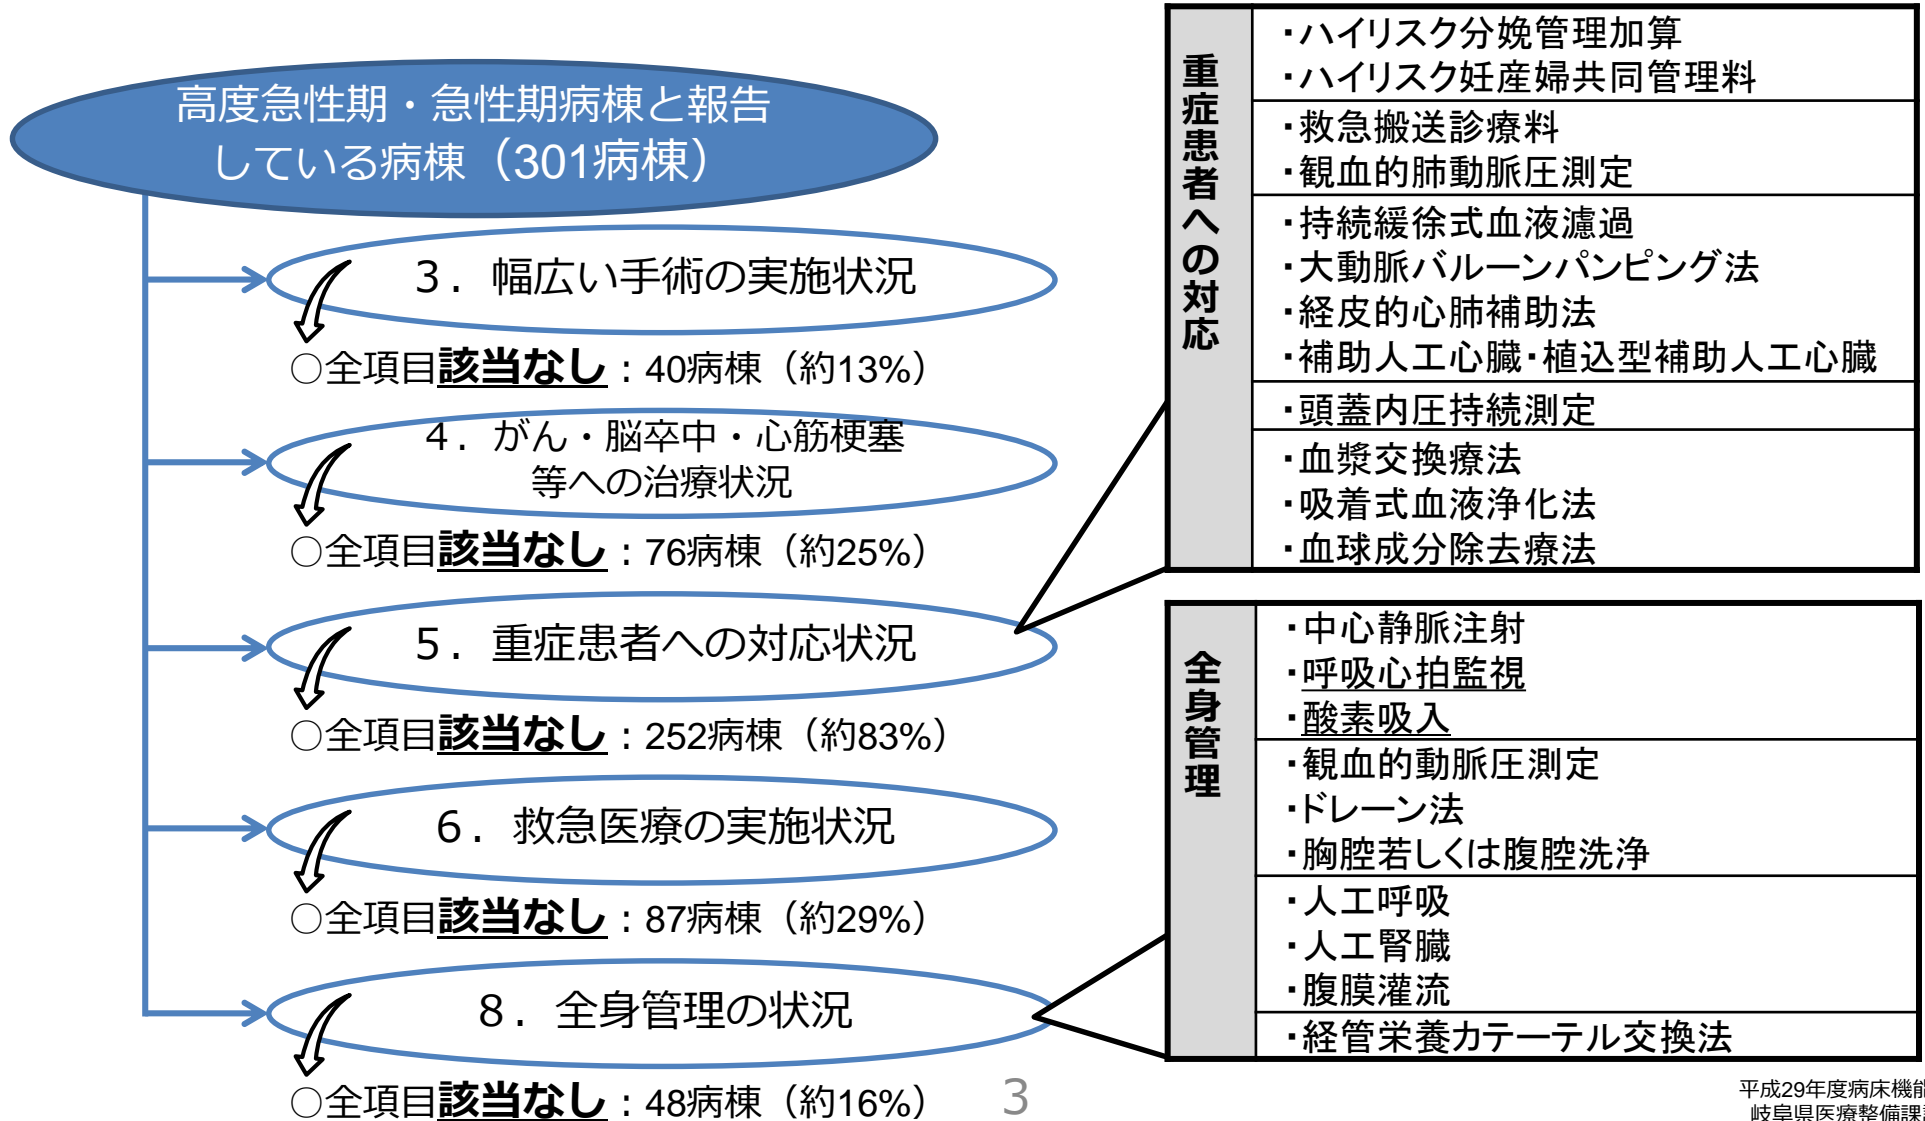 高度急性期・急性期病棟と報告
している病棟（301病棟）
３．幅広い手術の実施状況
○全項目該当なし：40病棟（約13%）
４．がん・脳卒中・心筋梗塞
等への治療状況
○全項目該当なし：76病棟（約25%）
５．重症患者への対応状況
○全項目該当なし：252病棟（約83%）
６．救急医療の実施状況
○全項目該当なし：87病棟（約29%）
８．全身管理の状況
○全項目該当なし：48病棟（約16%）
重症患者への対応
・ハイリスク分娩管理加算
・ハイリスク妊産婦共同管理料
・救急搬送診療料
・観血的肺動脈圧測定
・持続緩徐式血液濾過
・大動脈バルーンパンピング法
・経皮的心肺補助法
・補助人工心臓・植込型補助人工心臓
・頭蓋内圧持続測定
・血漿交換療法
・吸着式血液浄化法
・血球成分除去療法
全身管理
・中心静脈注射
・呼吸心拍監視
・酸素吸入
・観血的動脈圧測定
・ドレーン法
・胸腔若しくは腹腔洗浄
・人工呼吸
・人工腎臓
・腹膜灌流
・経管栄養カテーテル交換法
3
平成29年度病床機能
岐阜県医療整備課